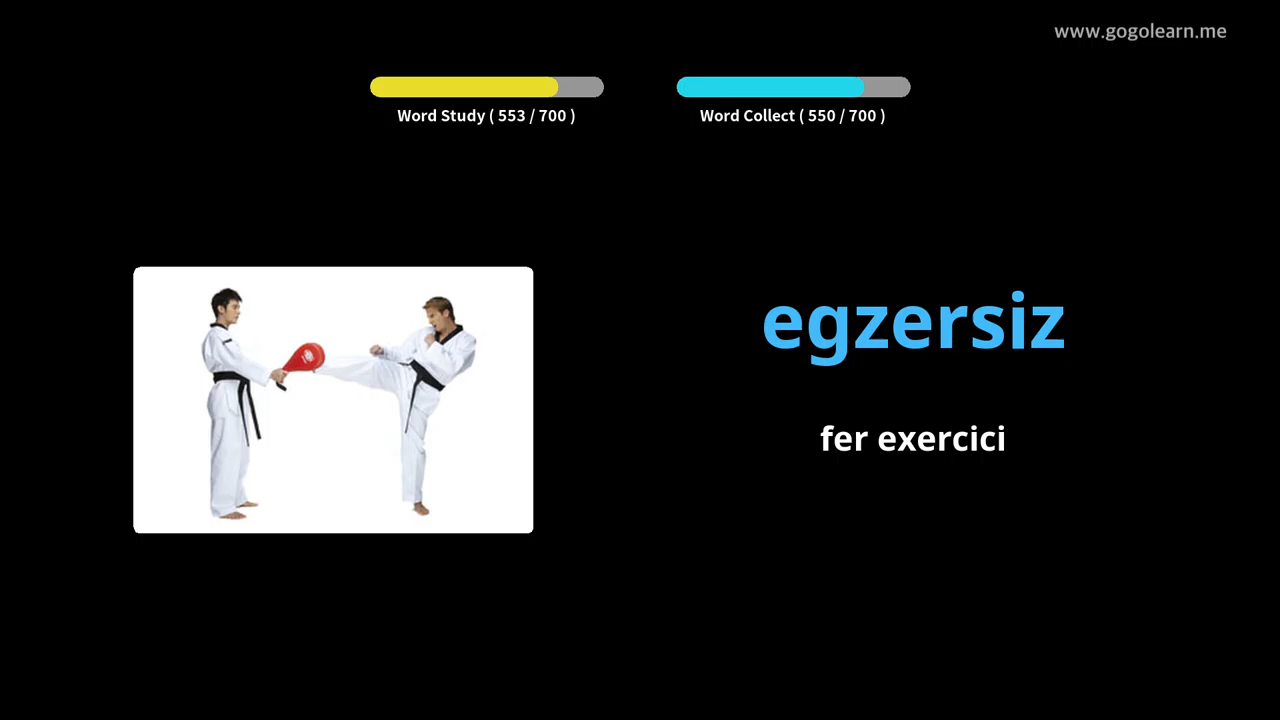 www.gogolearn.me
Word Study ( 553 / 700 )
Word Collect ( 550 / 700 )
egzersiz
fer exercici